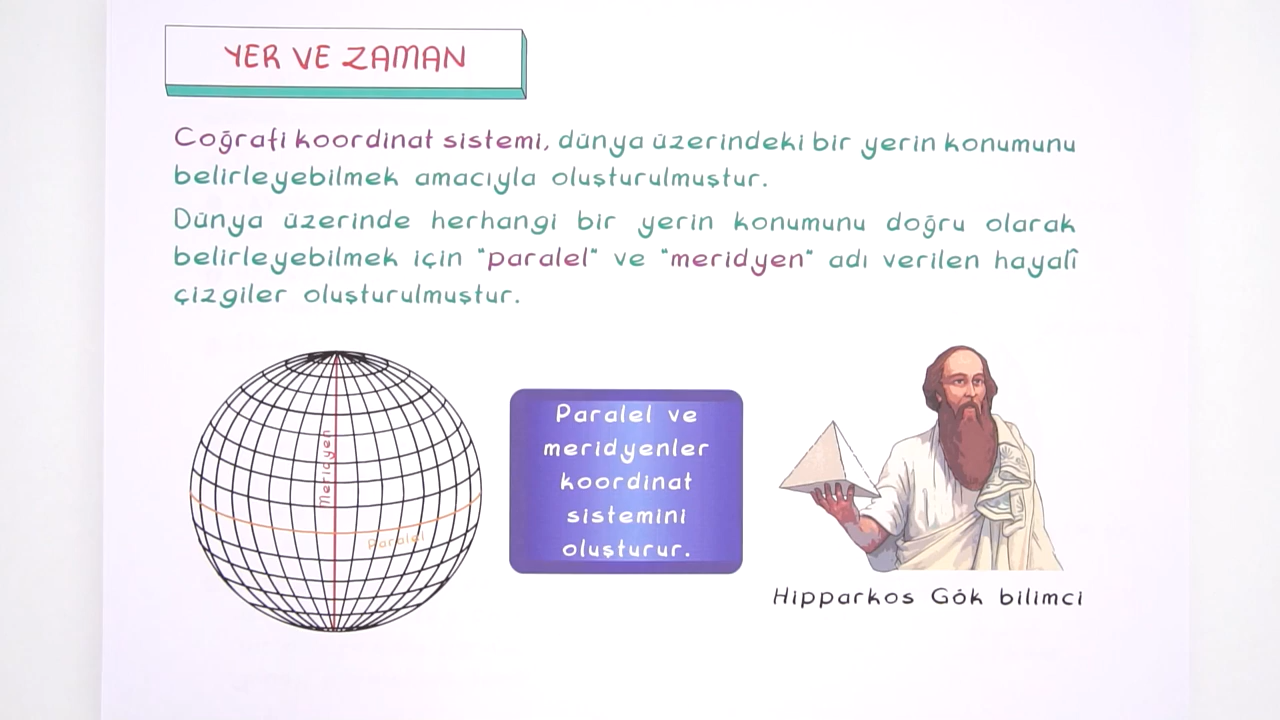 YER VE ZAMAN
Coğrafi koordinat sistemi, dünya üzerindeki bir yerin konumunu
belirleyebilmek amacıyla oluşturulmuştur.
Dünya üzerinde herhangi bir yerin konumunu doğru olarak
belirleyebilmek için "paralel" ve "meridyen" adı verilen hayalî
çizgiler oluşturulmuştur.
Meridyen
Paralel
Paralel ve
meridyenler
koordinat
sistemini
oluşturur.
Hipparkos Gök bilimci